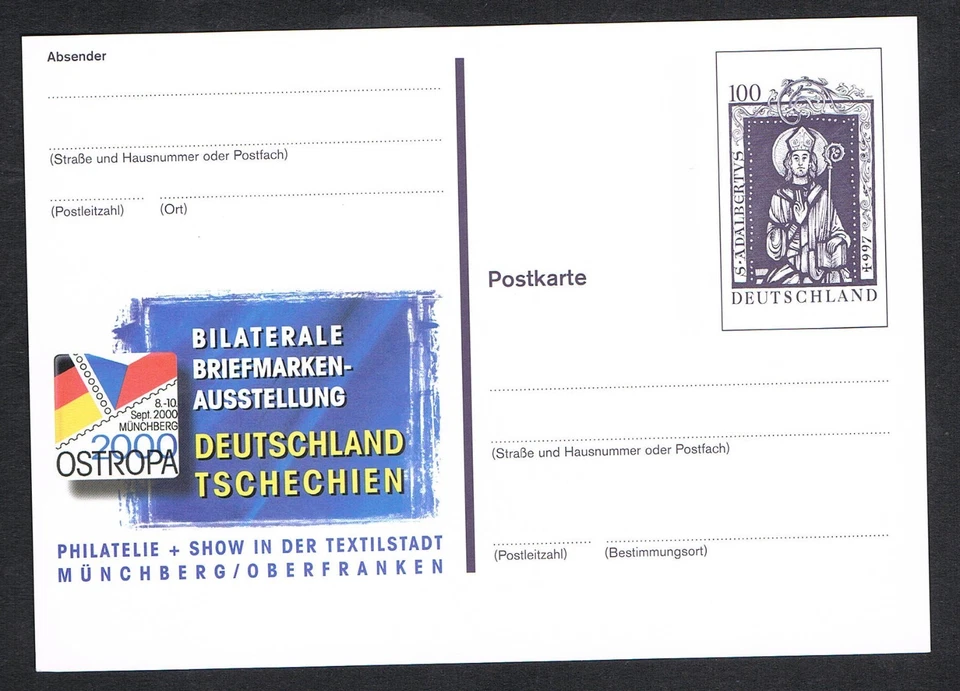 Absender
(Straße und Hausnummer oder Postfach)
(Postleitzahl) (Ort)
BILATERALE
BRIEFMARKEN-
AUSSTELLUNG
DEUTSCHLAND
TSCHECHIEN
8.-10.
Sept. 2000
MÜNCHBERG
2000
OSTROPA
PHILATELIE + SHOW IN DER TEXTILSTADT
MÜNCHBERG/OBERFRANKEN
100
S·ADALBERTVS
✠997
DEUTSCHLAND
Postkarte
(Straße und Hausnummer oder Postfach)
(Postleitzahl) (Bestimmungsort)